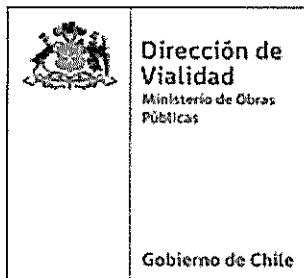 Dirección de
Vialidad
Ministerio de Obras
Públicas
Gobierno de Chile